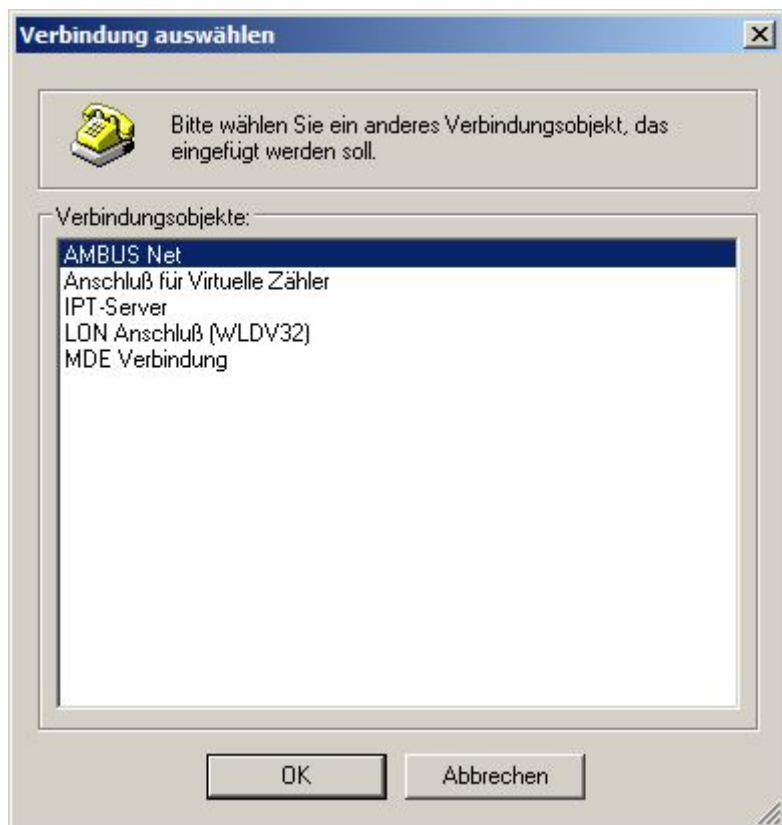 Verbindung auswählen
Bitte wählen Sie ein anderes Verbindungsobjekt, das
eingefügt werden soll.
Verbindungsobjekte:
AMBUS Net
Anschluß für Virtuelle Zähler
IPT-Server
LON Anschluß (WLDV32)
MDE Verbindung
OK
Abbrechen